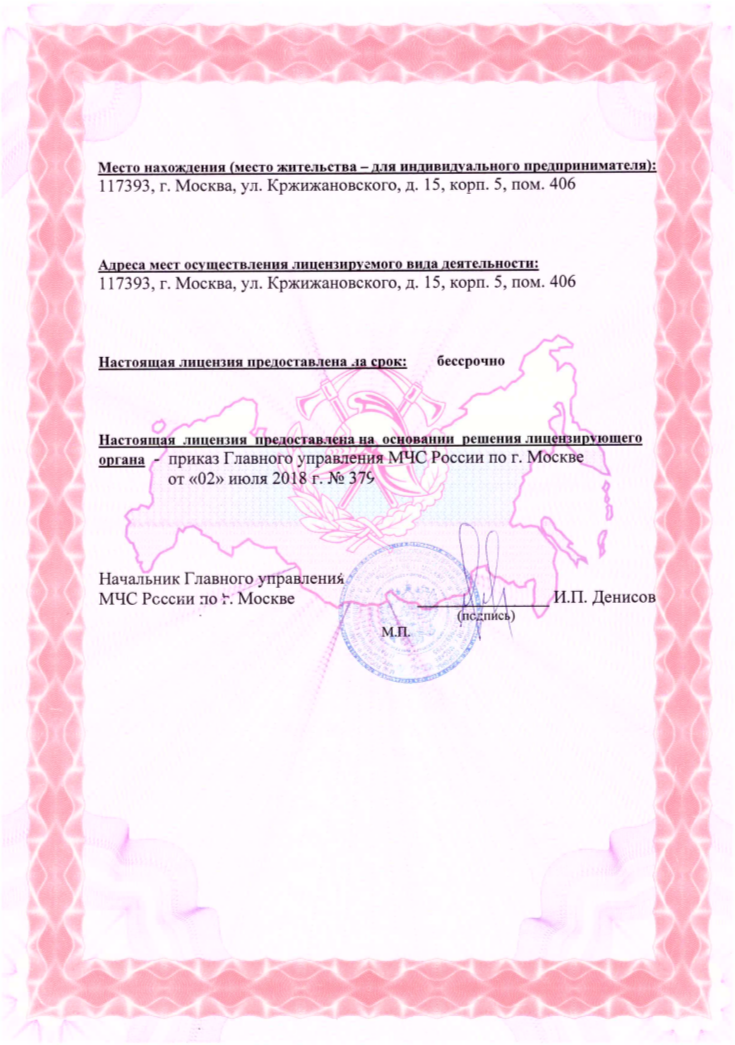 Место нахождения (место жительства – для индивидуального предпринимателя):
117393, г. Москва, ул. Кржижановского, д. 15, корп. 5, пом. 406
Адреса мест осуществления лицензируемого вида деятельности:
117393, г. Москва, ул. Кржижановского, д. 15, корп. 5, пом. 406
Настоящая лицензия предоставлена на срок: бессрочно
Настоящая лицензия предоставлена на основании решения лицензирующего
органа - приказ Главного управления МЧС России по г. Москве
от «02» июля 2018 г. № 379
Начальник Главного управления
МЧС России по г. Москве И.П. Денисов
(подпись)
М.П.